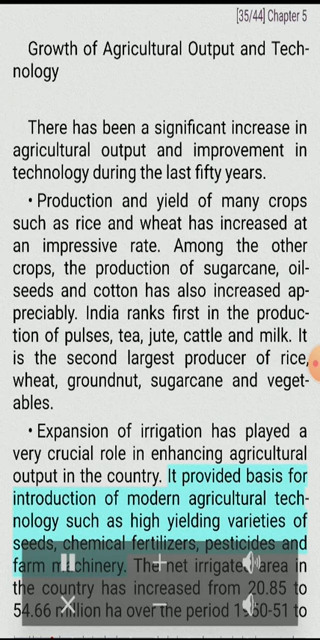 [35/44] Chapter 5
Growth of Agricultural Output and Tech-
nology
There has been a significant increase in
agricultural output and improvement in
technology during the last fifty years.
• Production and yield of many crops
such as rice and wheat has increased at
an impressive rate. Among the other
crops, the production of sugarcane, oil-
seeds and cotton has also increased ap-
preciably. India ranks first in the produc-
tion of pulses, tea, jute, cattle and milk. It
is the second largest producer of rice,
wheat, groundnut, sugarcane and veget-
ables.
• Expansion of irrigation has played a
very crucial role in enhancing agricultural
output in the country. It provided basis for
introduction of modern agricultural tech-
nology such as high yielding varieties of
seeds, chemical fertilizers, pesticides and
farm machinery. The net irrigated area in
the country has increased from 20.85 to
54.66 million ha over the period 1950-51 to